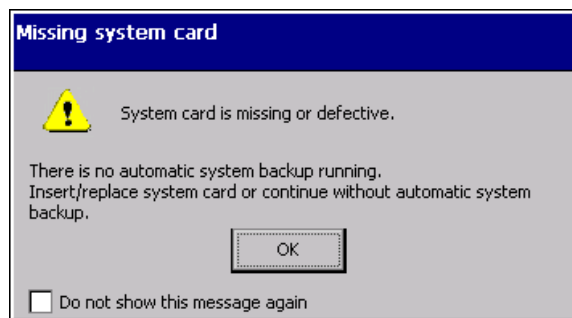 Missing system card
System card is missing or defective.
There is no automatic system backup running.
Insert/replace system card or continue without automatic system
backup.
OK
Do not show this message again